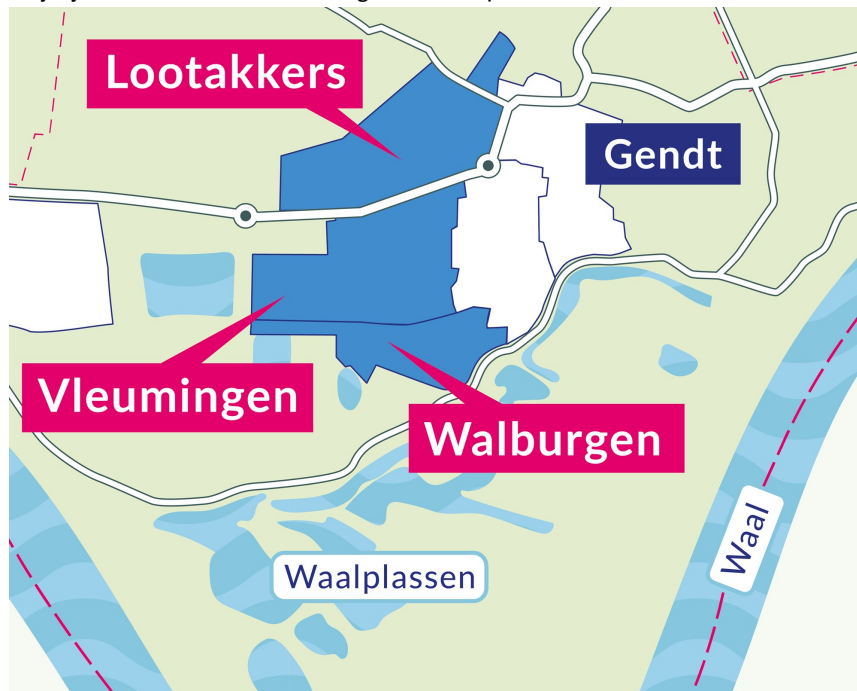 Lootakkers
Gendt
Vleumingen
Walburgen
Waal
Waalplassen